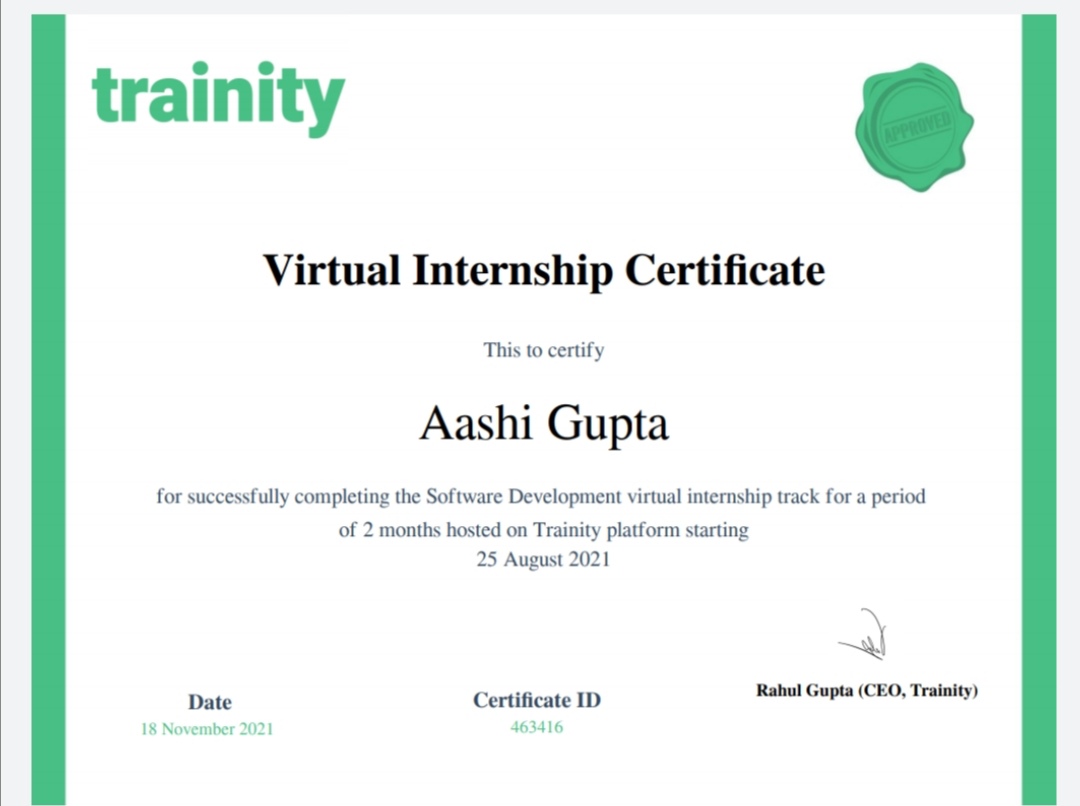 trainity
APPROVED
Virtual Internship Certificate
This to certify
Aashi Gupta
for successfully completing the Software Development virtual internship track for a period
of 2 months hosted on Trainity platform starting
25 August 2021
Rahul Gupta (CEO, Trainity)
Date
Certificate ID
18 November 2021
463416